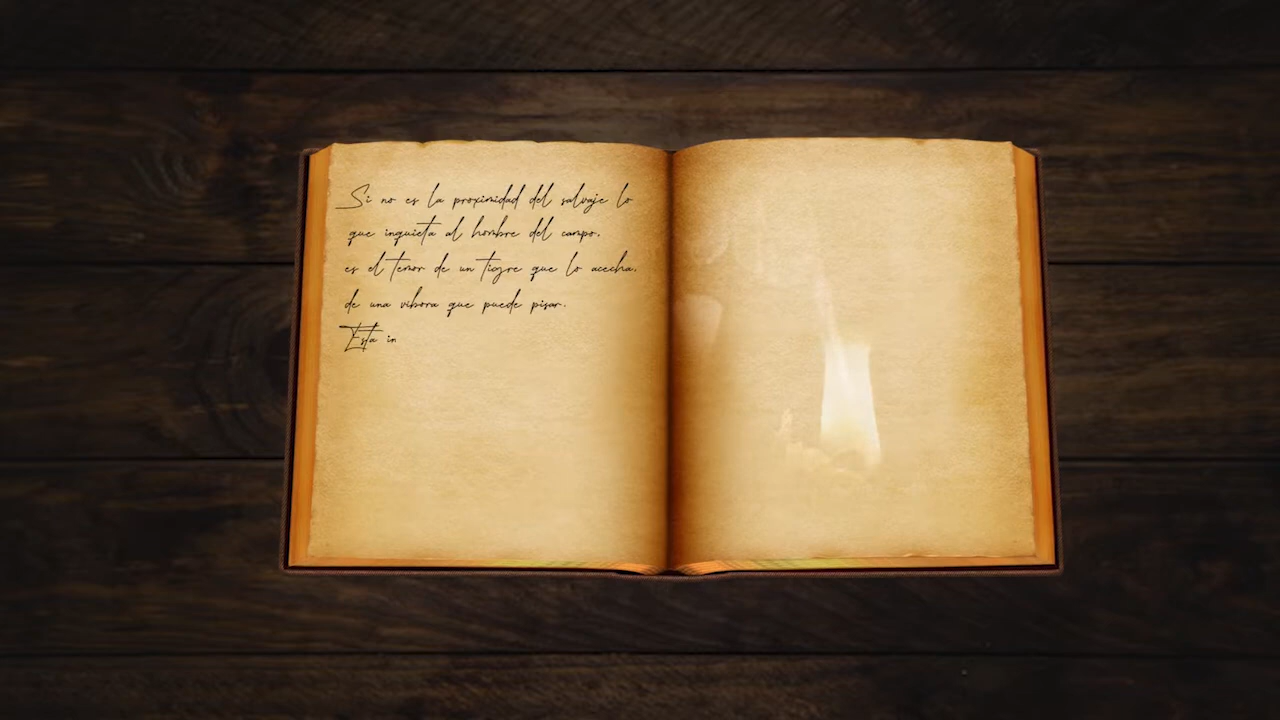 Si no es la proximidad del salvaje lo
que inquieta al hombre del campo,
es el temor de un tigre que lo acecha,
de una vibora que puede pisar.
Esta in